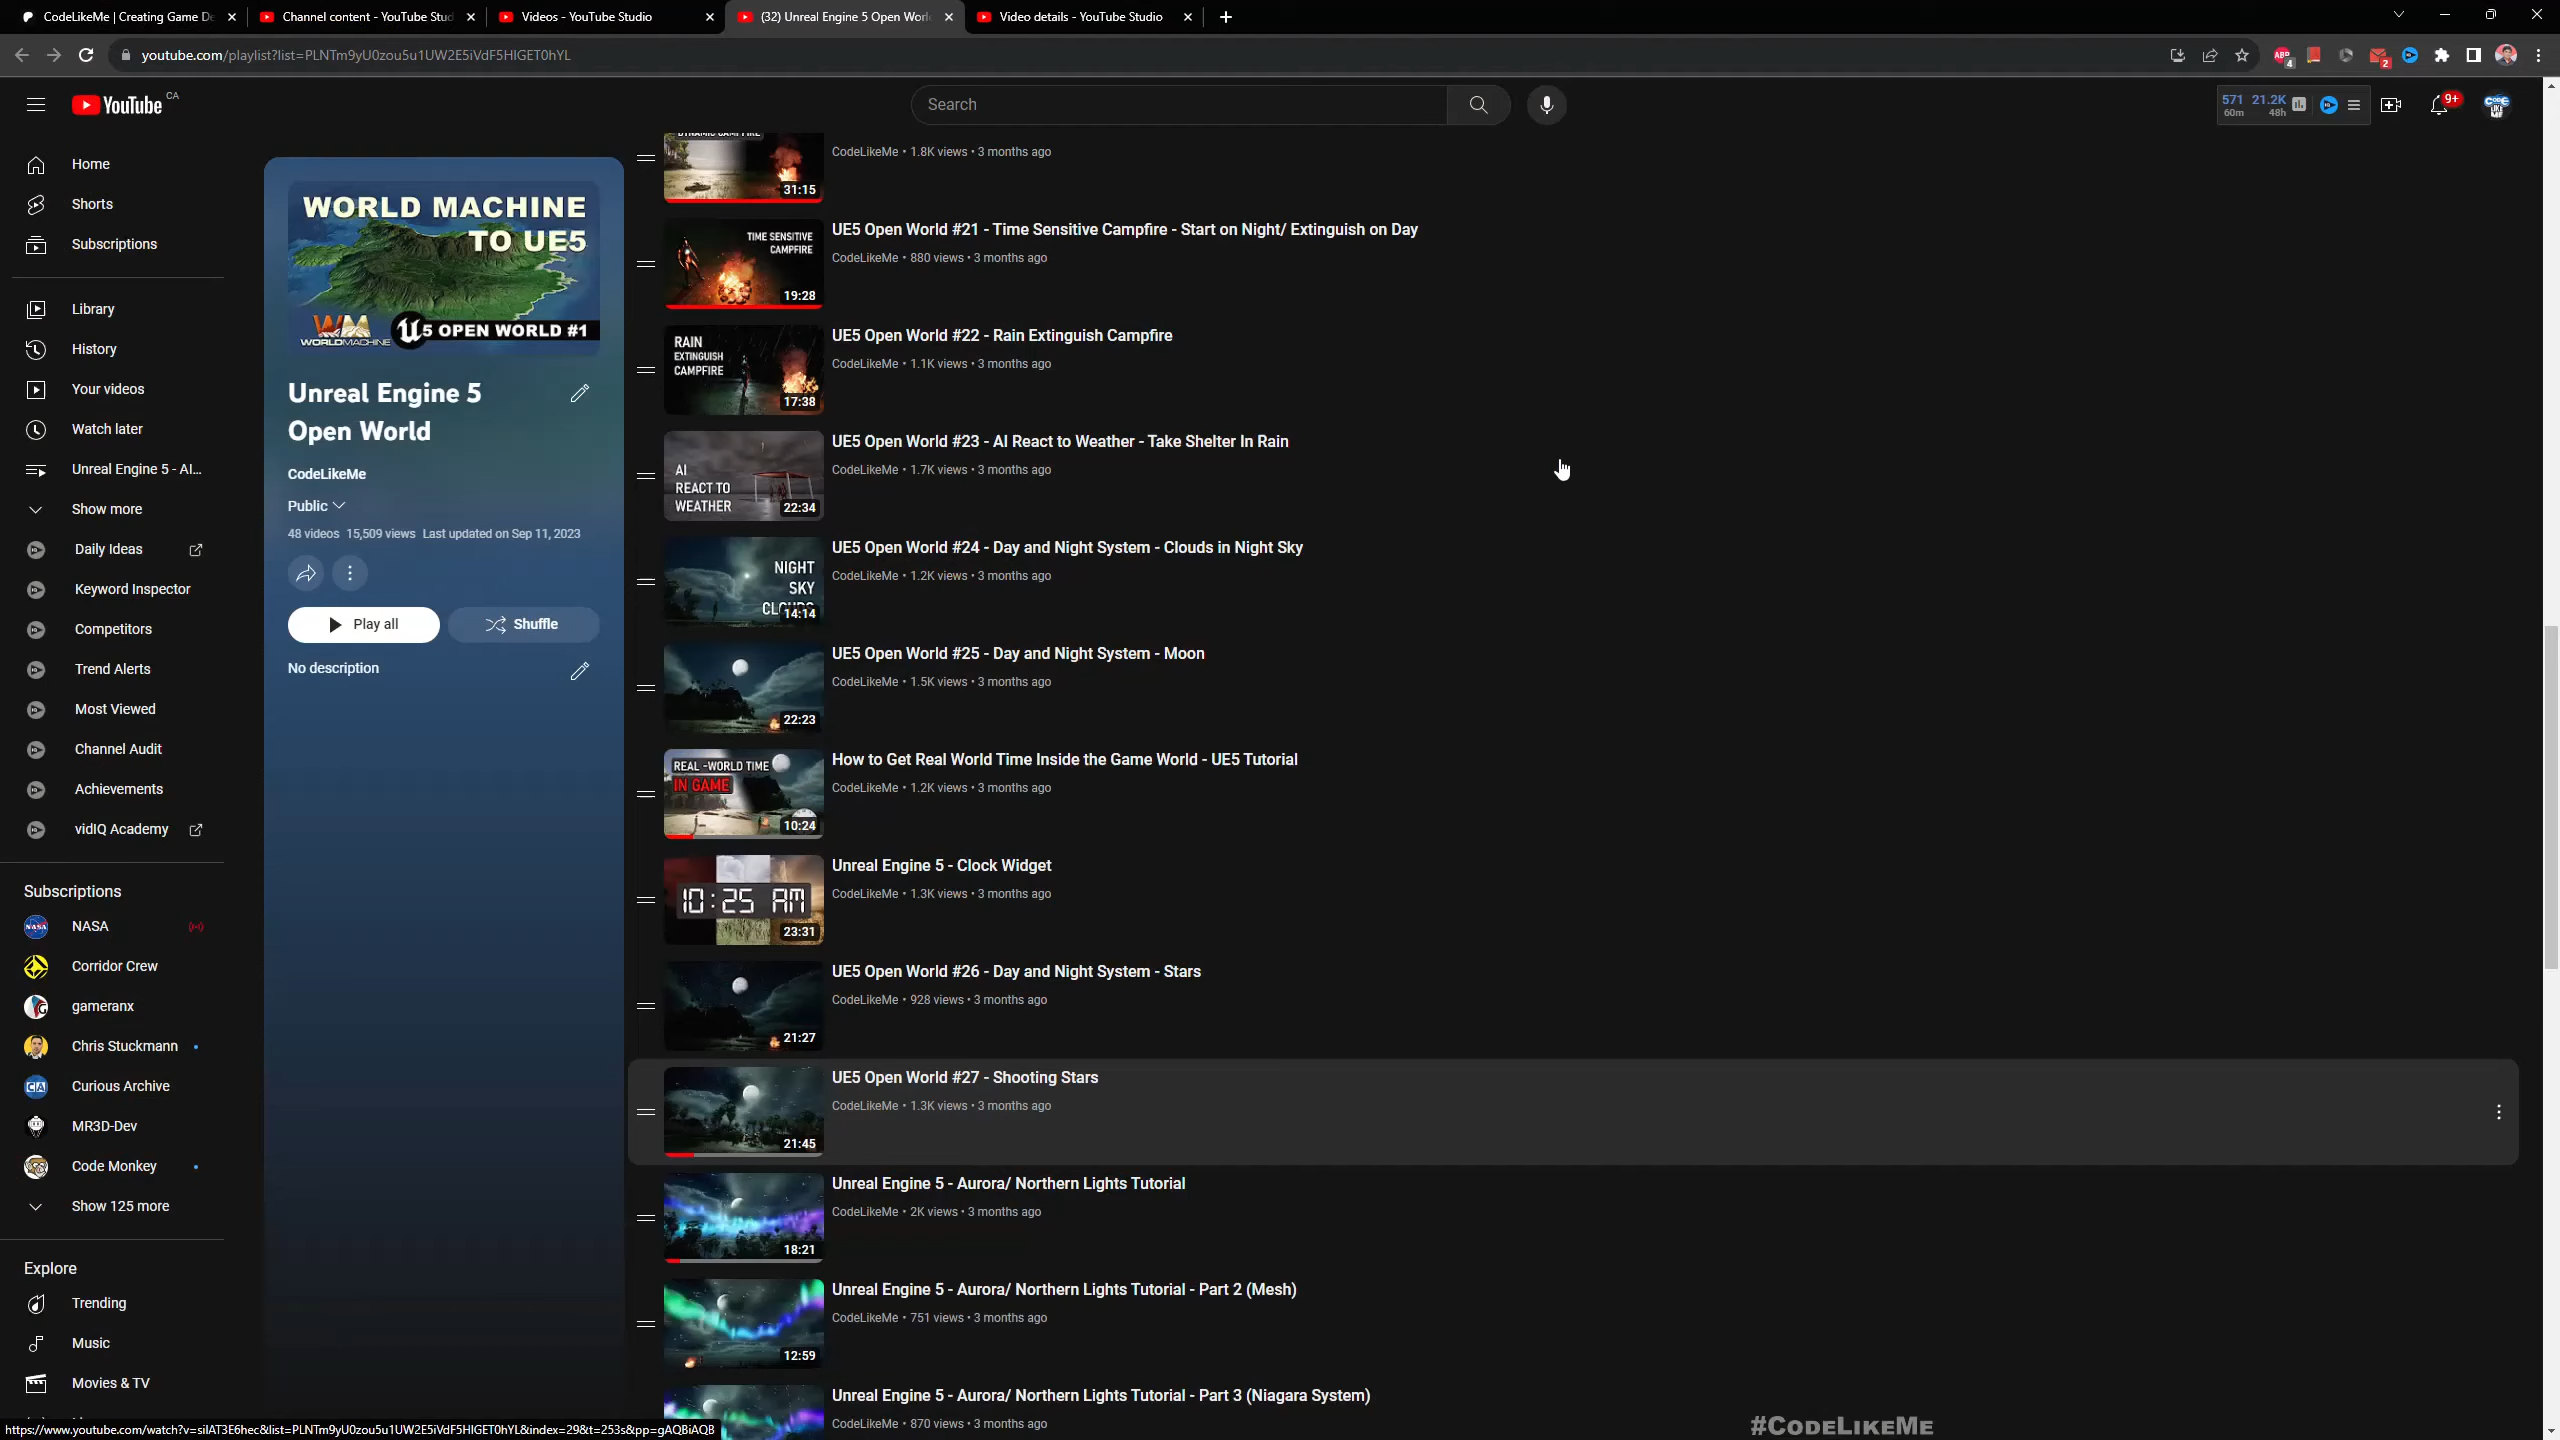 CodeLikeMe | Creating Game De
Channel content - YouTube Stud
Videos - YouTube Studio
(32) Unreal Engine 5 Open Worl
Video details - YouTube Studio
youtube.com/playlist?list=PLNTm9yU0zou5u1UW2E5iVdF5HIGET0hYL
ABP
4
2
YouTube
CA
Search
571
60m
21.2K
48h
9+
CODE
LIKE
ME
Home
Shorts
Subscriptions
Library
History
Your videos
Watch later
Unreal Engine 5 - AI...
Show more
Daily Ideas
Keyword Inspector
Competitors
Trend Alerts
Most Viewed
Channel Audit
Achievements
vidIQ Academy
Subscriptions
NASA
Corridor Crew
gameranx
Chris Stuckmann
Curious Archive
MR3D-Dev
Code Monkey
Show 125 more
Explore
Trending
Music
Movies & TV
WORLD MACHINE
TO UE5
WM
WORLDMACHINE
5 OPEN WORLD #1
Unreal Engine 5
Open World
CodeLikeMe
Public
48 videos 15,509 views Last updated on Sep 11, 2023
Play all
Shuffle
No description
DYNAMIC CAMPFIRE
31:15
CodeLikeMe • 1.8K views • 3 months ago
TIME SENSITIVE
CAMPFIRE
19:28
UE5 Open World #21 - Time Sensitive Campfire - Start on Night/ Extinguish on Day
CodeLikeMe • 880 views • 3 months ago
RAIN
EXTINGUISH
CAMPFIRE
17:38
UE5 Open World #22 - Rain Extinguish Campfire
CodeLikeMe • 1.1K views • 3 months ago
AI
REACT TO
WEATHER
22:34
UE5 Open World #23 - AI React to Weather - Take Shelter In Rain
CodeLikeMe • 1.7K views • 3 months ago
NIGHT
SKY
CLOUDS
14:14
UE5 Open World #24 - Day and Night System - Clouds in Night Sky
CodeLikeMe • 1.2K views • 3 months ago
22:23
UE5 Open World #25 - Day and Night System - Moon
CodeLikeMe • 1.5K views • 3 months ago
REAL -WORLD TIME
IN GAME
10:24
How to Get Real World Time Inside the Game World - UE5 Tutorial
CodeLikeMe • 1.2K views • 3 months ago
10:25 AM
23:31
Unreal Engine 5 - Clock Widget
CodeLikeMe • 1.3K views • 3 months ago
21:27
UE5 Open World #26 - Day and Night System - Stars
CodeLikeMe • 928 views • 3 months ago
21:45
UE5 Open World #27 - Shooting Stars
CodeLikeMe • 1.3K views • 3 months ago
18:21
Unreal Engine 5 - Aurora/ Northern Lights Tutorial
CodeLikeMe • 2K views • 3 months ago
12:59
Unreal Engine 5 - Aurora/ Northern Lights Tutorial - Part 2 (Mesh)
CodeLikeMe • 751 views • 3 months ago
Unreal Engine 5 - Aurora/ Northern Lights Tutorial - Part 3 (Niagara System)
CodeLikeMe • 870 views • 3 months ago
https://www.youtube.com/watch?v=silAT3E6hec&list=PLNTm9yU0zou5u1UW2E5iVdF5HIGET0hYL&index=29&t=253s&pp=gAQBiAQB
#CODELIKEME